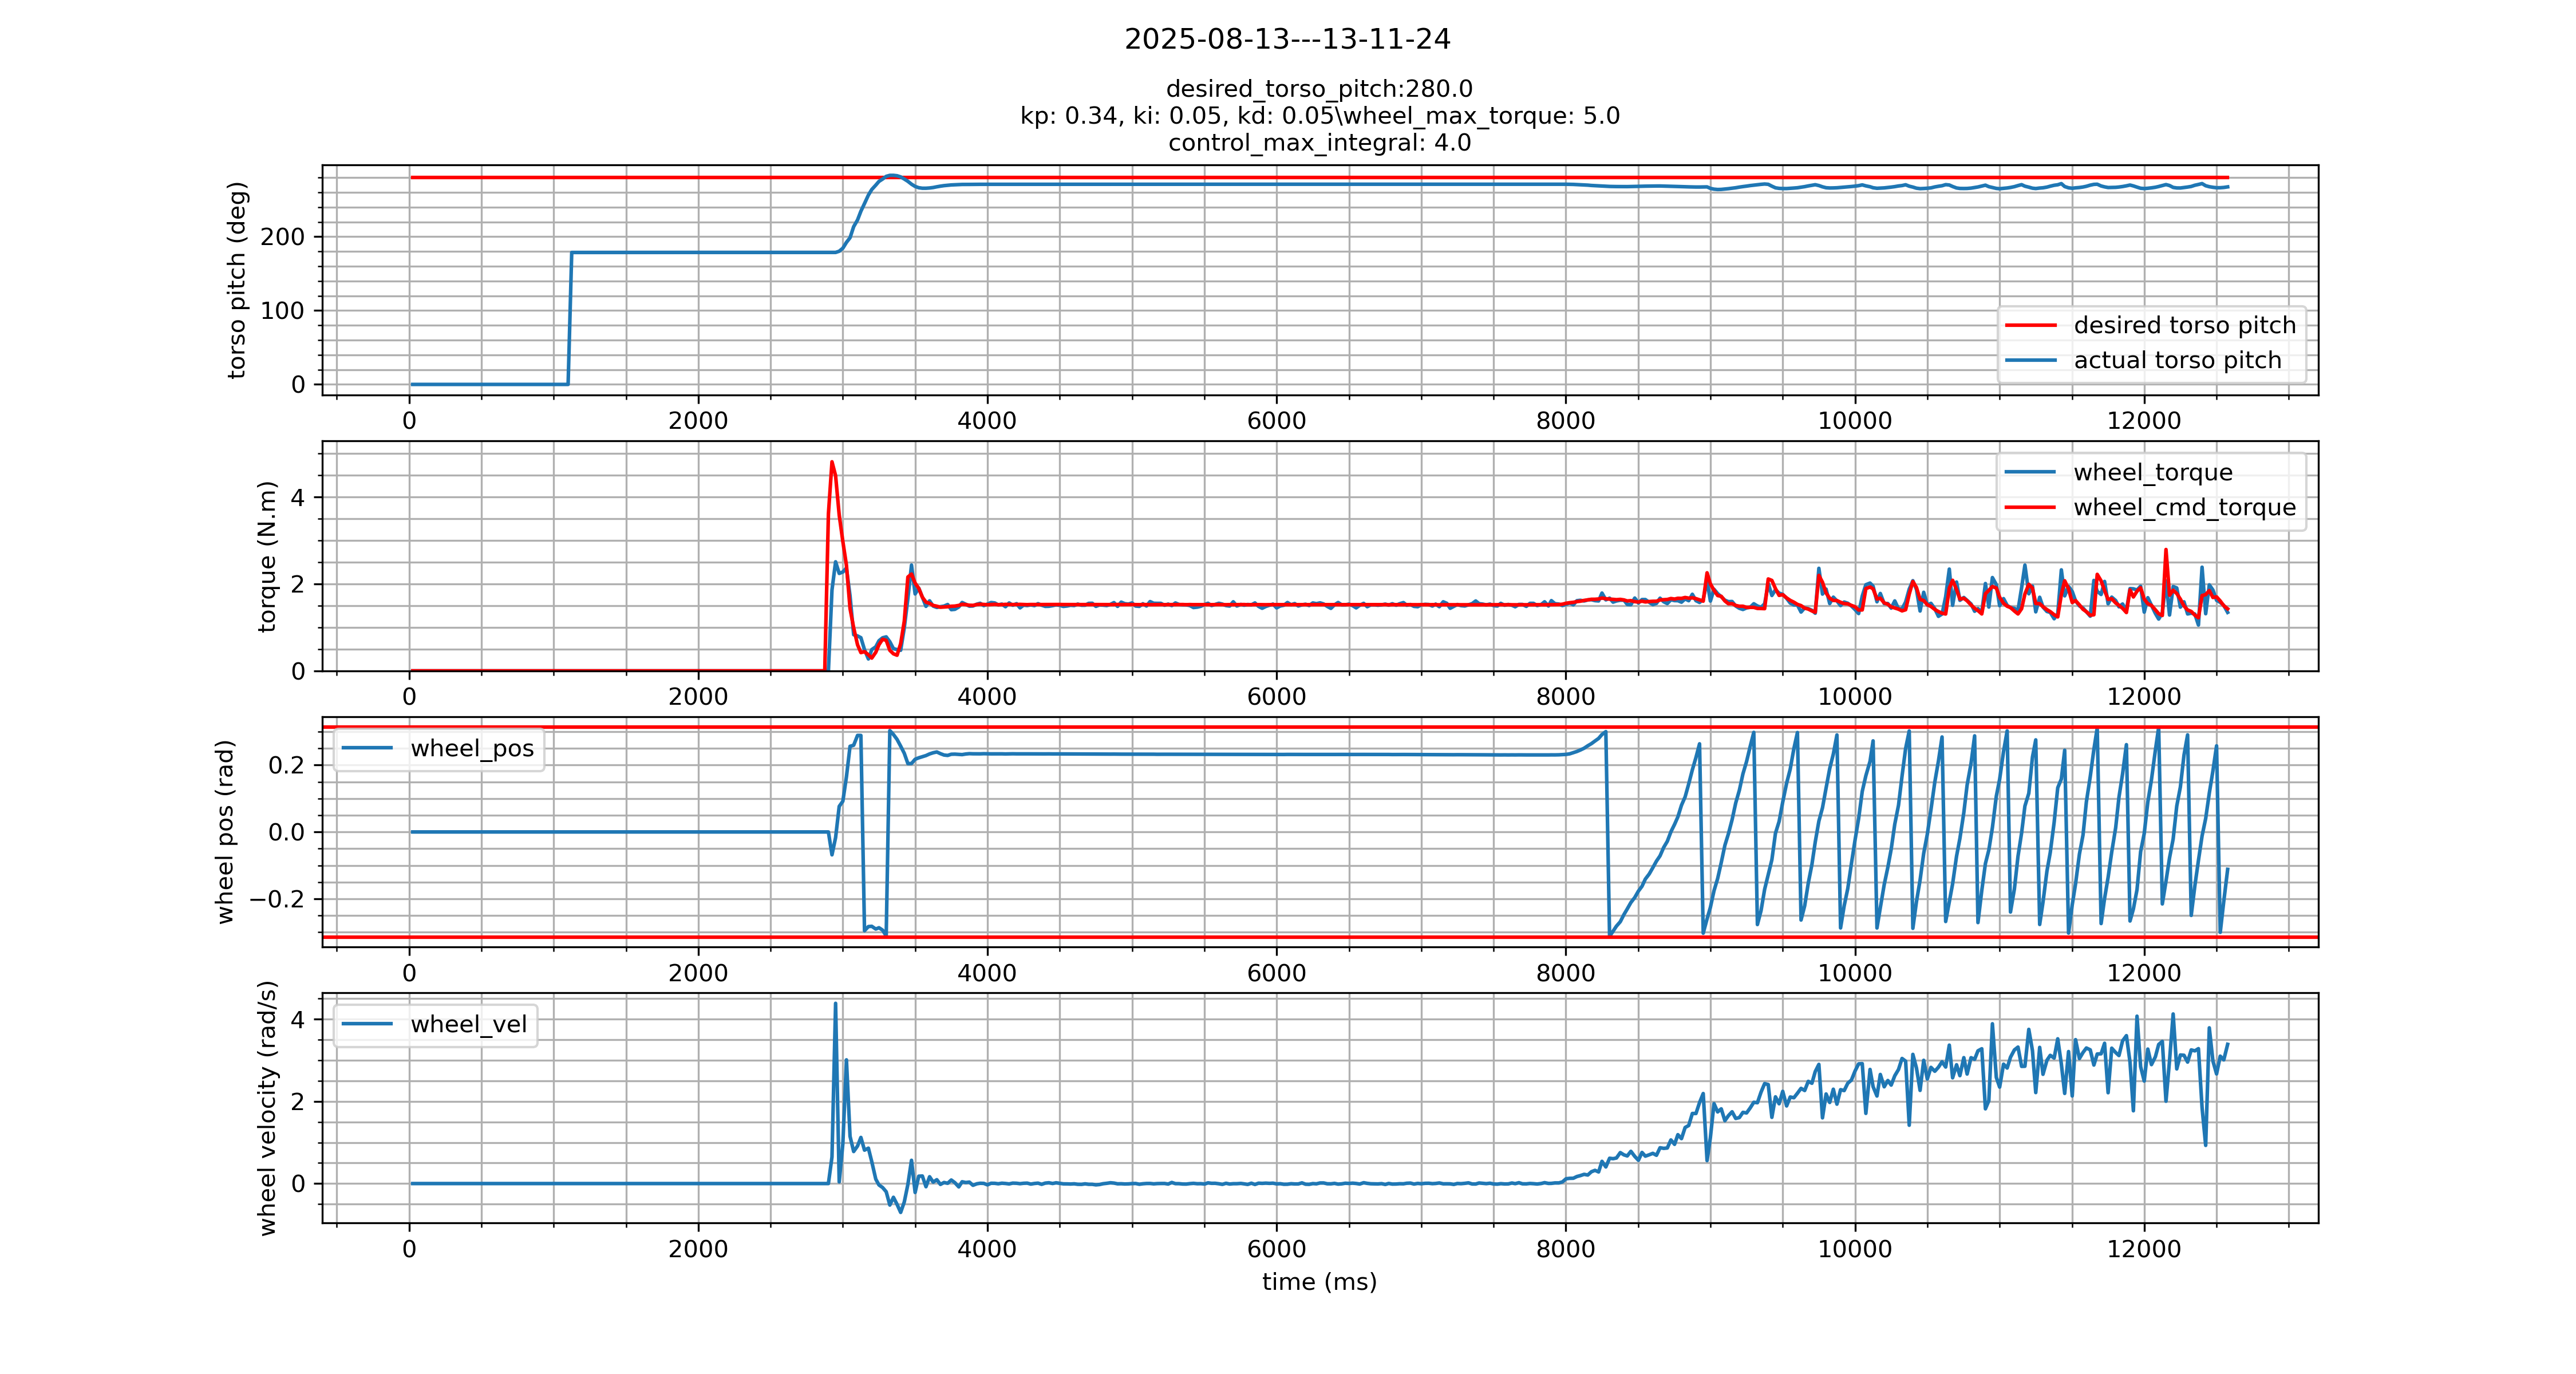 2025-08-13---13-11-24
desired_torso_pitch:280.0
kp: 0.34, ki: 0.05, kd: 0.05\wheel_max_torque: 5.0
control_max_integral: 4.0
torso pitch (deg)
200
100
0
desired torso pitch
actual torso pitch
0 2000 4000 6000 8000 10000 12000
torque (N.m)
4
2
0
wheel_torque
wheel_cmd_torque
0 2000 4000 6000 8000 10000 12000
wheel pos (rad)
0.2
0.0
−0.2
wheel_pos
0 2000 4000 6000 8000 10000 12000
wheel velocity (rad/s)
4
2
0
wheel_vel
0 2000 4000 6000 8000 10000 12000
time (ms)